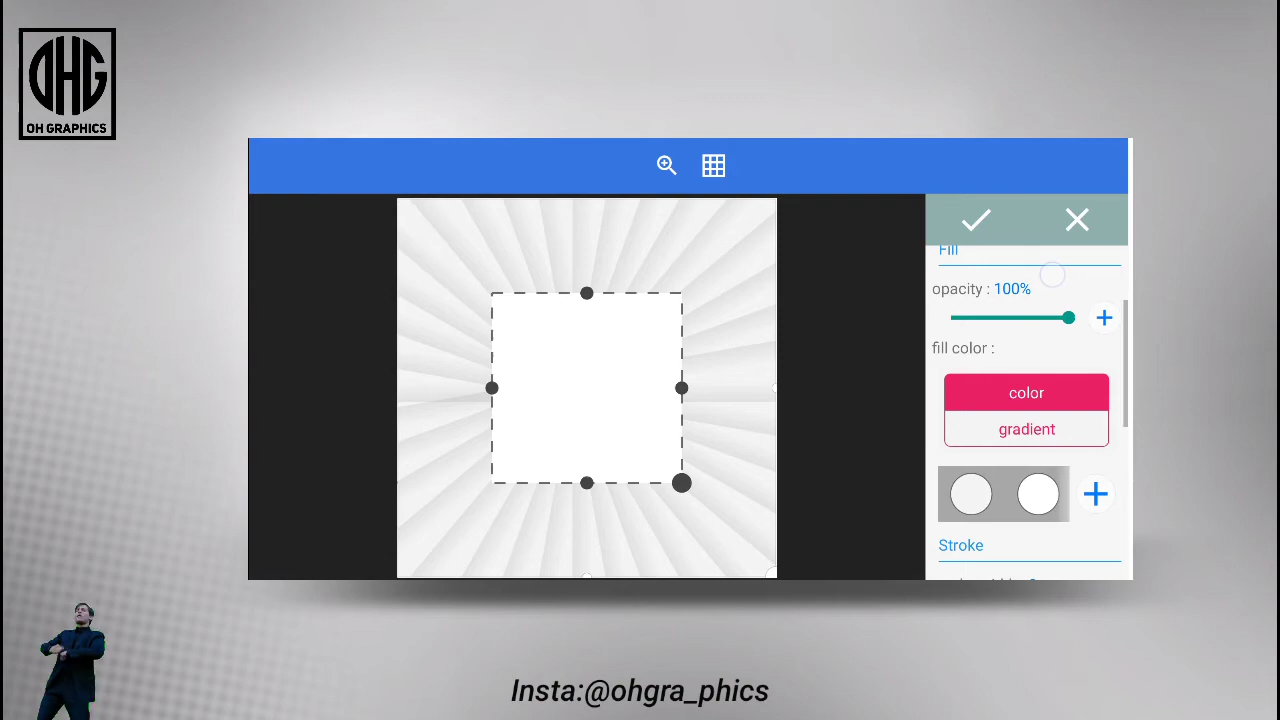 OHG
OH GRAPHICS
Fill
opacity : 100%
fill color :
color
gradient
Stroke
Insta:@ohgra_phics